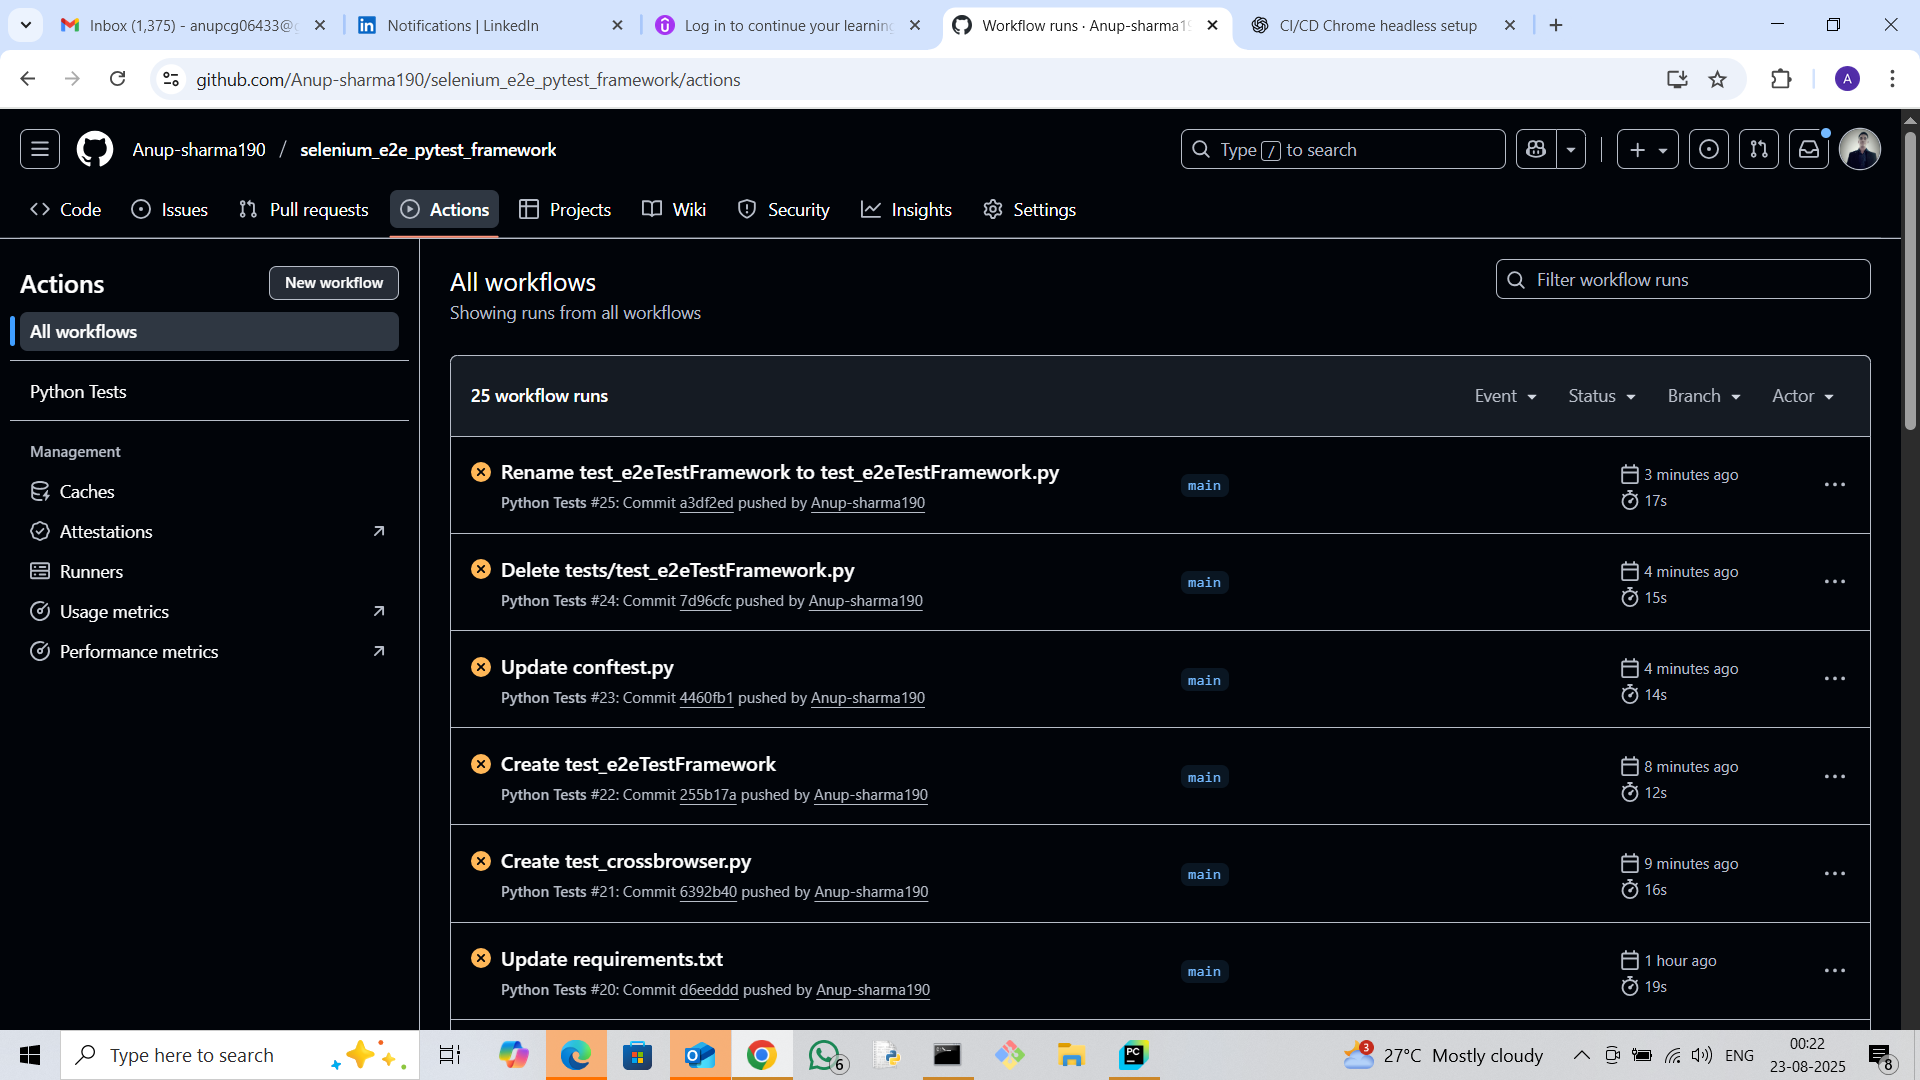 Inbox (1,375) - anupcg06433@g
Notifications | LinkedIn
Log in to continue your learning
Workflow runs · Anup-sharma19
CI/CD Chrome headless setup
github.com/Anup-sharma190/selenium_e2e_pytest_framework/actions
A
Anup-sharma190 / selenium_e2e_pytest_framework
Type / to search
Code
Issues
Pull requests
Actions
Projects
Wiki
Security
Insights
Settings
Actions
New workflow
All workflows
Python Tests
Management
Caches
Attestations
Runners
Usage metrics
Performance metrics
All workflows
Showing runs from all workflows
Filter workflow runs
25 workflow runs
Event
Status
Branch
Actor
Rename test_e2eTestFramework to test_e2eTestFramework.py
Python Tests #25: Commit a3df2ed pushed by Anup-sharma190
main
3 minutes ago
17s
Delete tests/test_e2eTestFramework.py
Python Tests #24: Commit 7d96cfc pushed by Anup-sharma190
main
4 minutes ago
15s
Update conftest.py
Python Tests #23: Commit 4460fb1 pushed by Anup-sharma190
main
4 minutes ago
14s
Create test_e2eTestFramework
Python Tests #22: Commit 255b17a pushed by Anup-sharma190
main
8 minutes ago
12s
Create test_crossbrowser.py
Python Tests #21: Commit 6392b40 pushed by Anup-sharma190
main
9 minutes ago
16s
Update requirements.txt
Python Tests #20: Commit d6eeddd pushed by Anup-sharma190
main
1 hour ago
19s
Type here to search
6
PC
3
27°C Mostly cloudy
ENG
00:22
23-08-2025
8